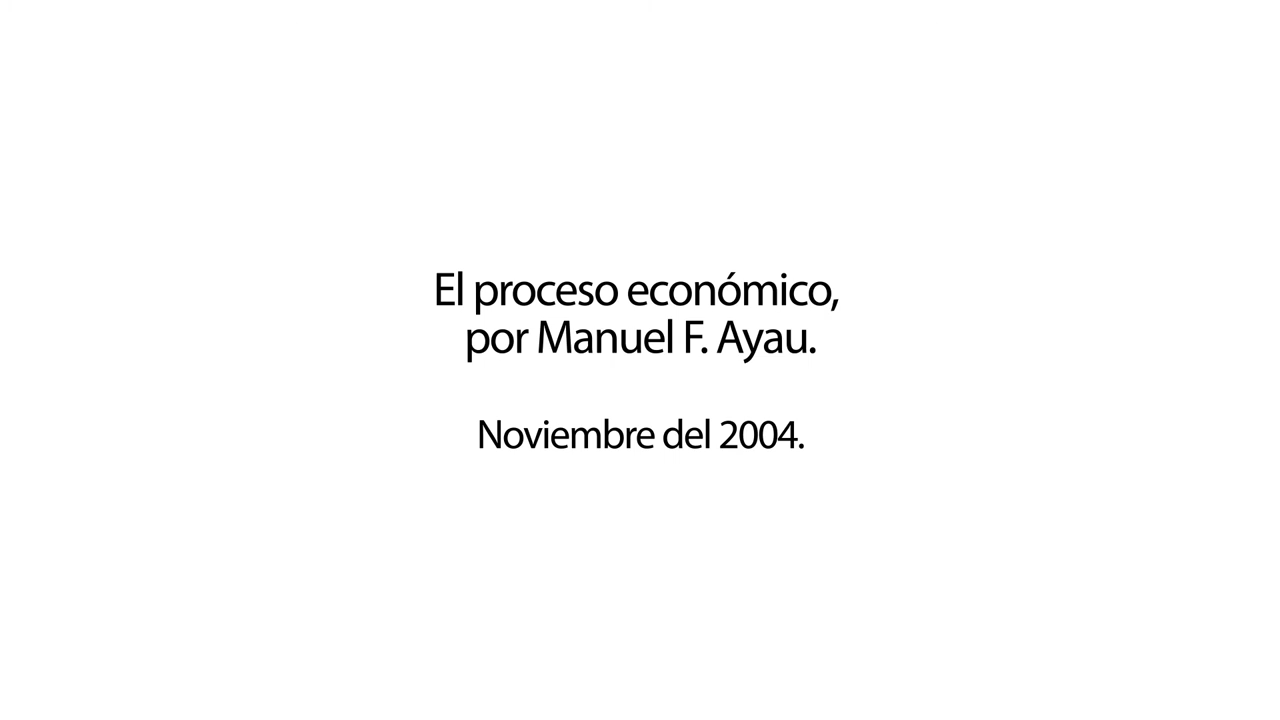 El proceso económico,
por Manuel F. Ayau.
Noviembre del 2004.